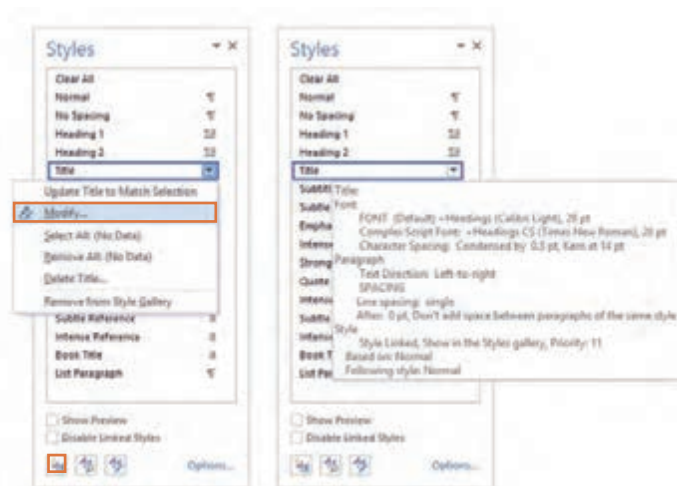 Styles
Clear All
Normal
No Spacing
Heading 1
Heading 2
Title
Update Title to Match Selection
Modify...
Select All: (No Data)
Remove All: (No Data)
Delete Title...
Remove from Style Gallery
Subtle Reference
Intense Reference
Book Title
List Paragraph
Show Preview
Disable Linked Styles
Options...
Styles
Clear All
Normal
No Spacing
Heading 1
Heading 2
Title
Title:
Font
FONT (Default) +Headings (Calibri Light), 28 pt
Complex Script Font: +Headings CS (Times New Roman), 28 pt
Character Spacing: Condensed by 0.5 pt, Kern at 14 pt
Paragraph
Text Direction: Left-to-right
SPACING
Line spacing: single
After: 0 pt, Don't add space between paragraphs of the same style
Style
Style Linked, Show in the Styles gallery, Priority: 11
Based on: Normal
Following style: Normal
Strong
Quote
Show Preview
Disable Linked Styles
Options...